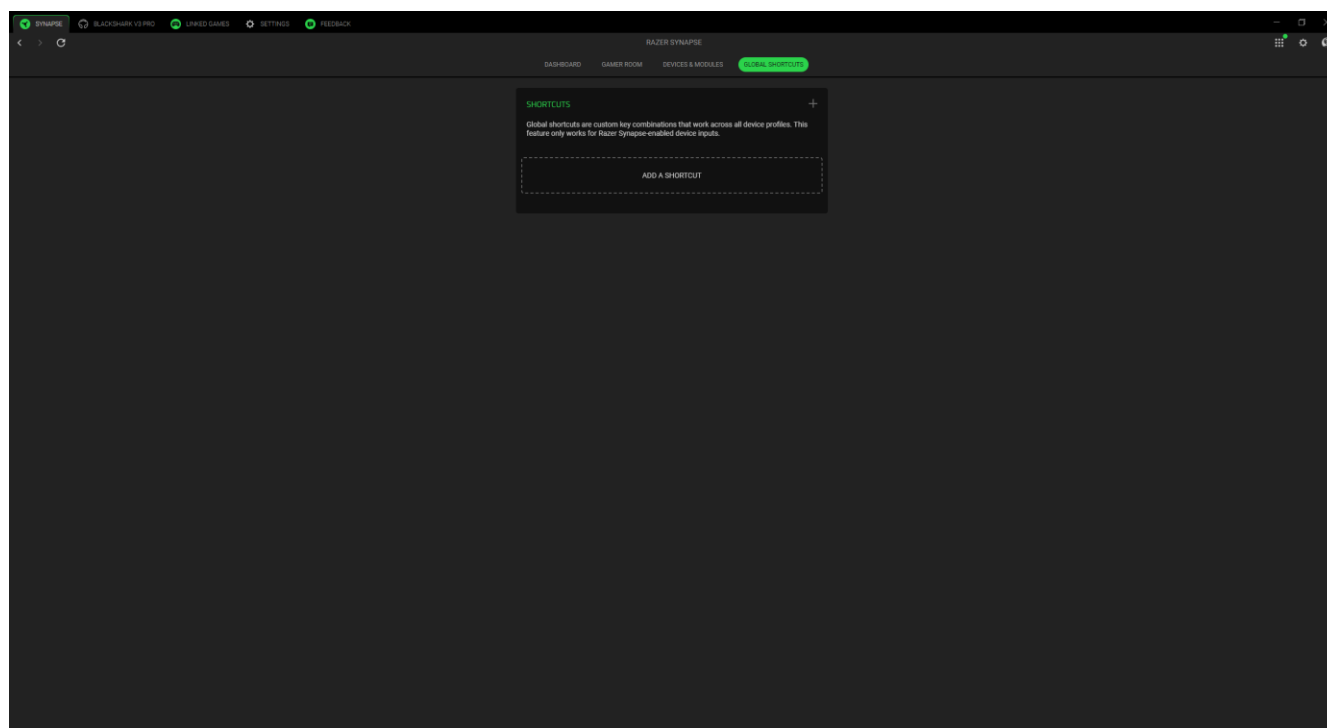 SYNAPSE
BLACKSHARK V3 PRO
LINKED GAMES
SETTINGS
FEEDBACK
RAZER SYNAPSE
DASHBOARD
GAMER ROOM
DEVICES & MODULES
GLOBAL SHORTCUTS
SHORTCUTS
Global shortcuts are custom key combinations that work across all device profiles. This
feature only works for Razer Synapse-enabled device inputs.
ADD A SHORTCUT